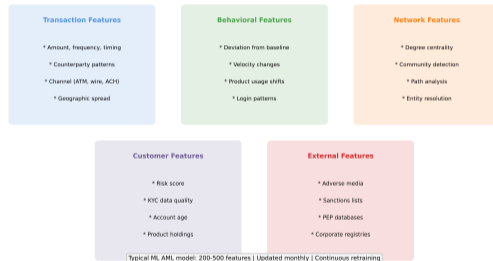 Transaction Features
* Amount, frequency, timing
* Counterparty patterns
* Channel (ATM, wire, ACH)
* Geographic spread
Behavioral Features
* Deviation from baseline
* Velocity changes
* Product usage shifts
* Login patterns
Network Features
* Degree centrality
* Community detection
* Path analysis
* Entity resolution
Customer Features
* Risk score
* KYC data quality
* Account age
* Product holdings
External Features
* Adverse media
* Sanctions lists
* PEP databases
* Corporate registries
Typical ML AML model: 200-500 features | Updated monthly | Continuous retraining